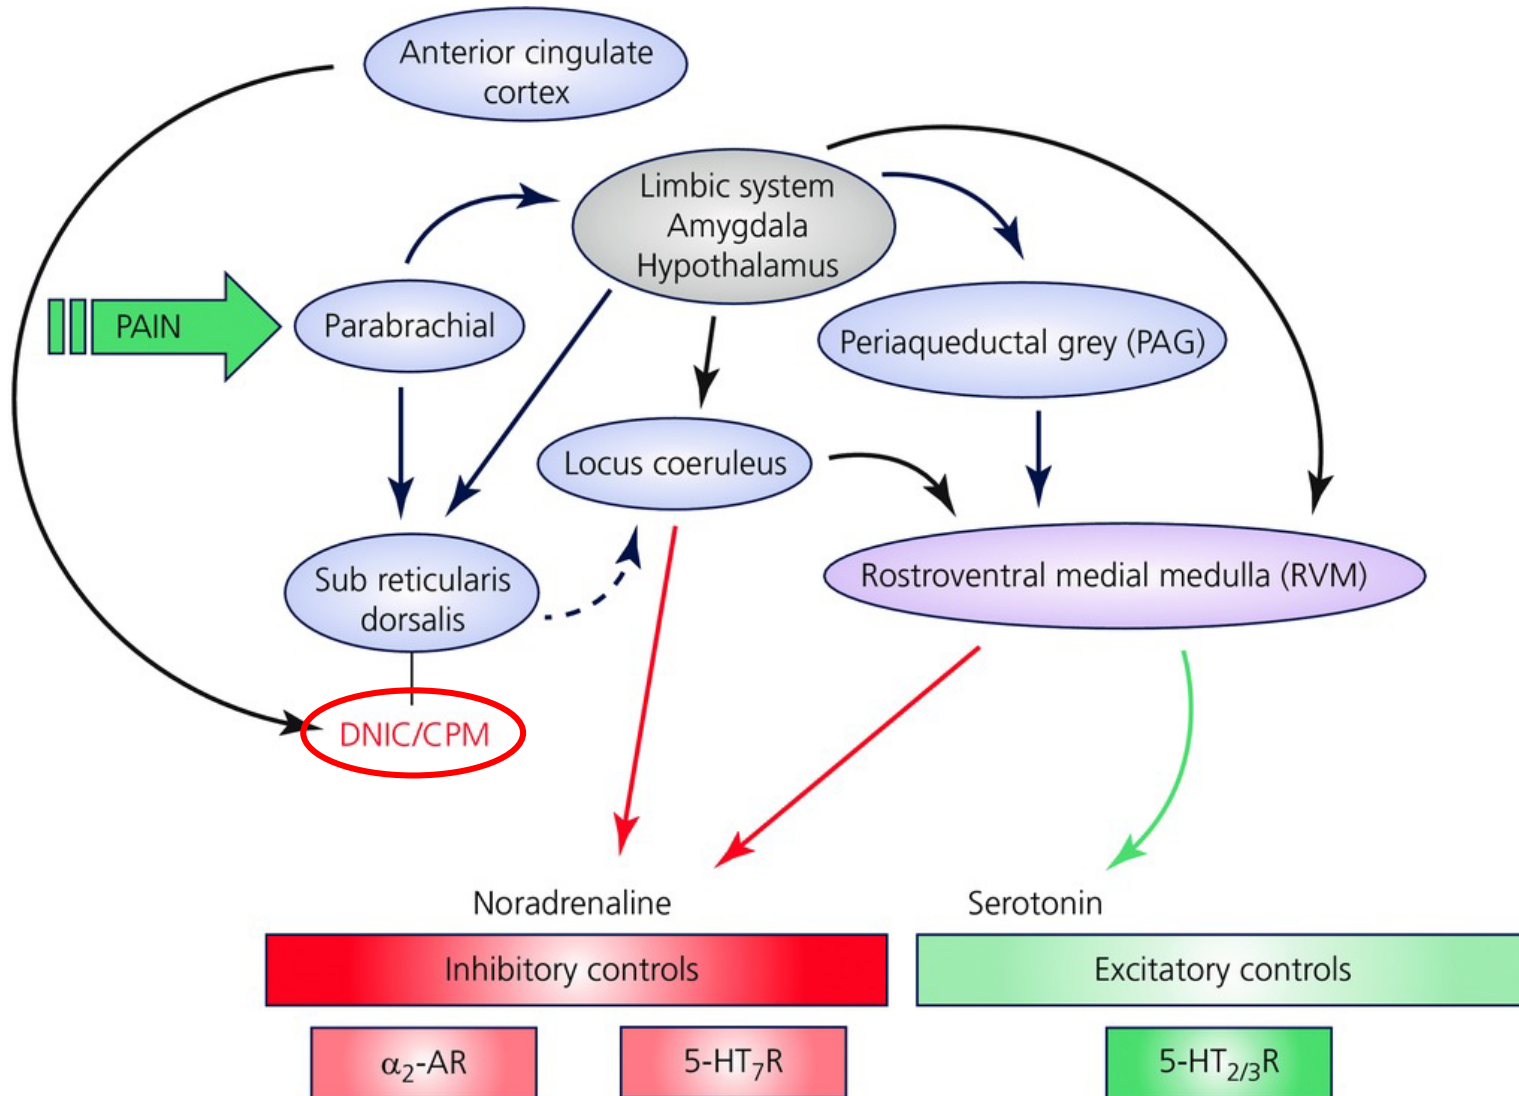 Anterior cingulate
cortex
Limbic system
Amygdala
Hypothalamus
PAIN
Parabrachial
Periaqueductal grey (PAG)
Locus coeruleus
Sub reticularis
dorsalis
Rostroventral medial medulla (RVM)
DNIC/CPM
Noradrenaline
Serotonin
Inhibitory controls
Excitatory controls
α₂-AR
5-HT₇R
5-HT₂/₃R